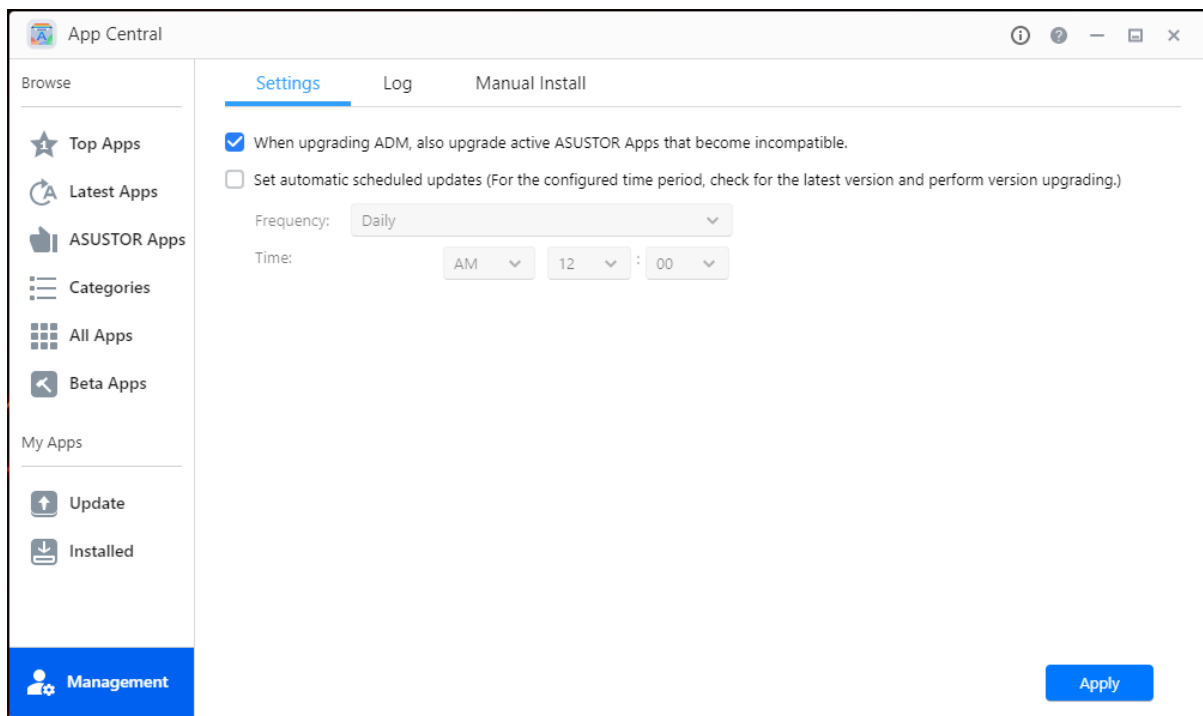 App Central
Browse
Settings Log Manual Install
Top Apps
Latest Apps
ASUSTOR Apps
Categories
All Apps
Beta Apps
My Apps
Update
Installed
Management
When upgrading ADM, also upgrade active ASUSTOR Apps that become incompatible.
Set automatic scheduled updates (For the configured time period, check for the latest version and perform version upgrading.)
Frequency: Daily
Time: AM 12 : 00
Apply